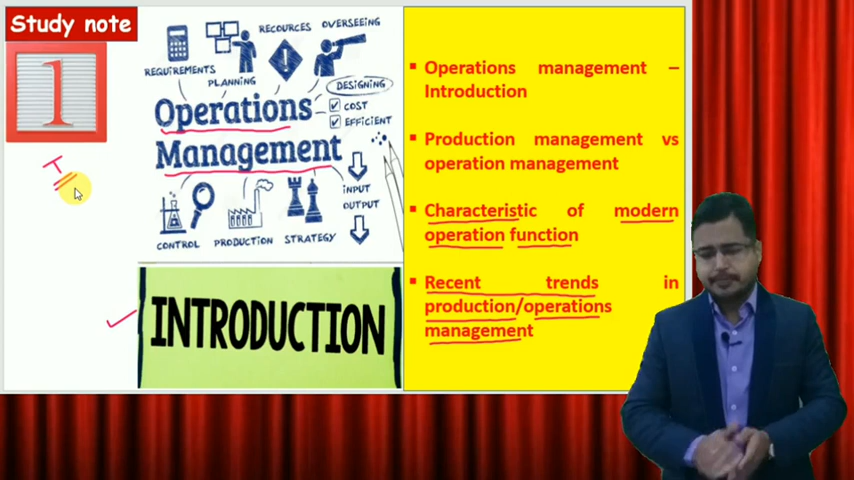 Study note
1
RECOURCES
OVERSEEING
REQUIREMENTS
PLANNING
DESIGNING
Operations
COST
EFFICIENT
Management
INPUT
OUTPUT
CONTROL
PRODUCTION
STRATEGY
INTRODUCTION
Operations management –
Introduction
Production management vs
operation management
Characteristic of modern
operation function
Recent trends in
production/operations
management